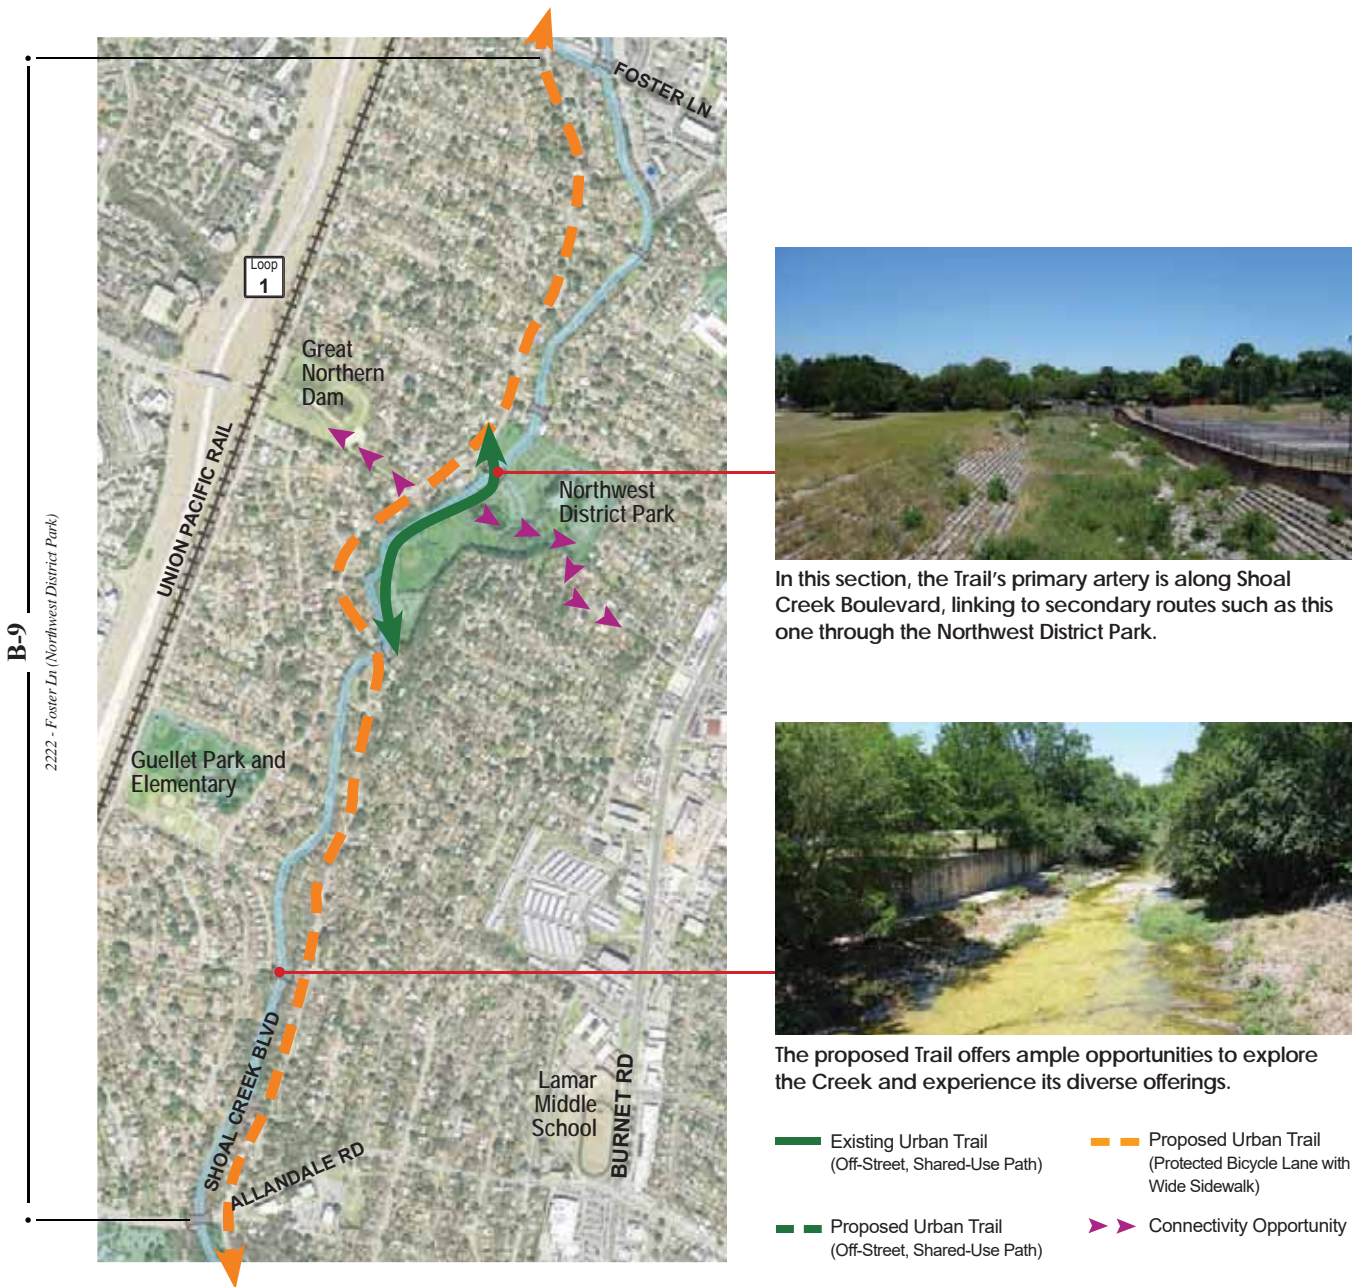 B-9
2222 - Foster Ln (Northwest District Park)
FOSTER LN
Loop
1
Great
Northern
Dam
UNION PACIFIC RAIL
Northwest
District Park
Guellet Park and
Elementary
SHOAL CREEK BLVD
ALLANDALE RD
Lamar
Middle
School
BURNET RD
In this section, the Trail's primary artery is along Shoal
Creek Boulevard, linking to secondary routes such as this
one through the Northwest District Park.
The proposed Trail offers ample opportunities to explore
the Creek and experience its diverse offerings.
Existing Urban Trail
(Off-Street, Shared-Use Path)
Proposed Urban Trail
(Off-Street, Shared-Use Path)
Proposed Urban Trail
(Protected Bicycle Lane with
Wide Sidewalk)
Connectivity Opportunity